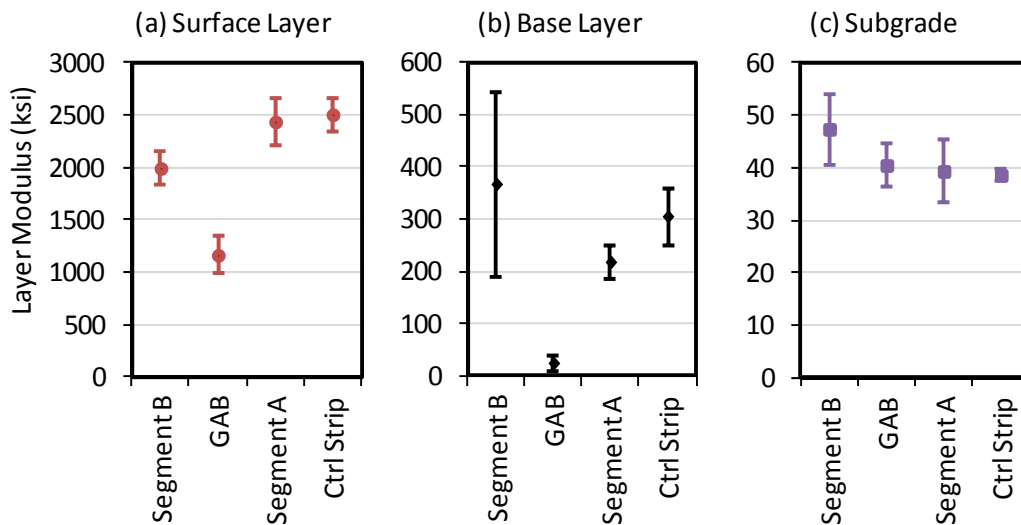 (a) Surface Layer
(b) Base Layer
(c) Subgrade
Layer Modulus (ksi)
3000
2500
2000
1500
1000
500
0
Segment B
GAB
Segment A
Ctrl Strip
600
500
400
300
200
100
0
Segment B
GAB
Segment A
Ctrl Strip
60
50
40
30
20
10
0
Segment B
GAB
Segment A
Ctrl Strip